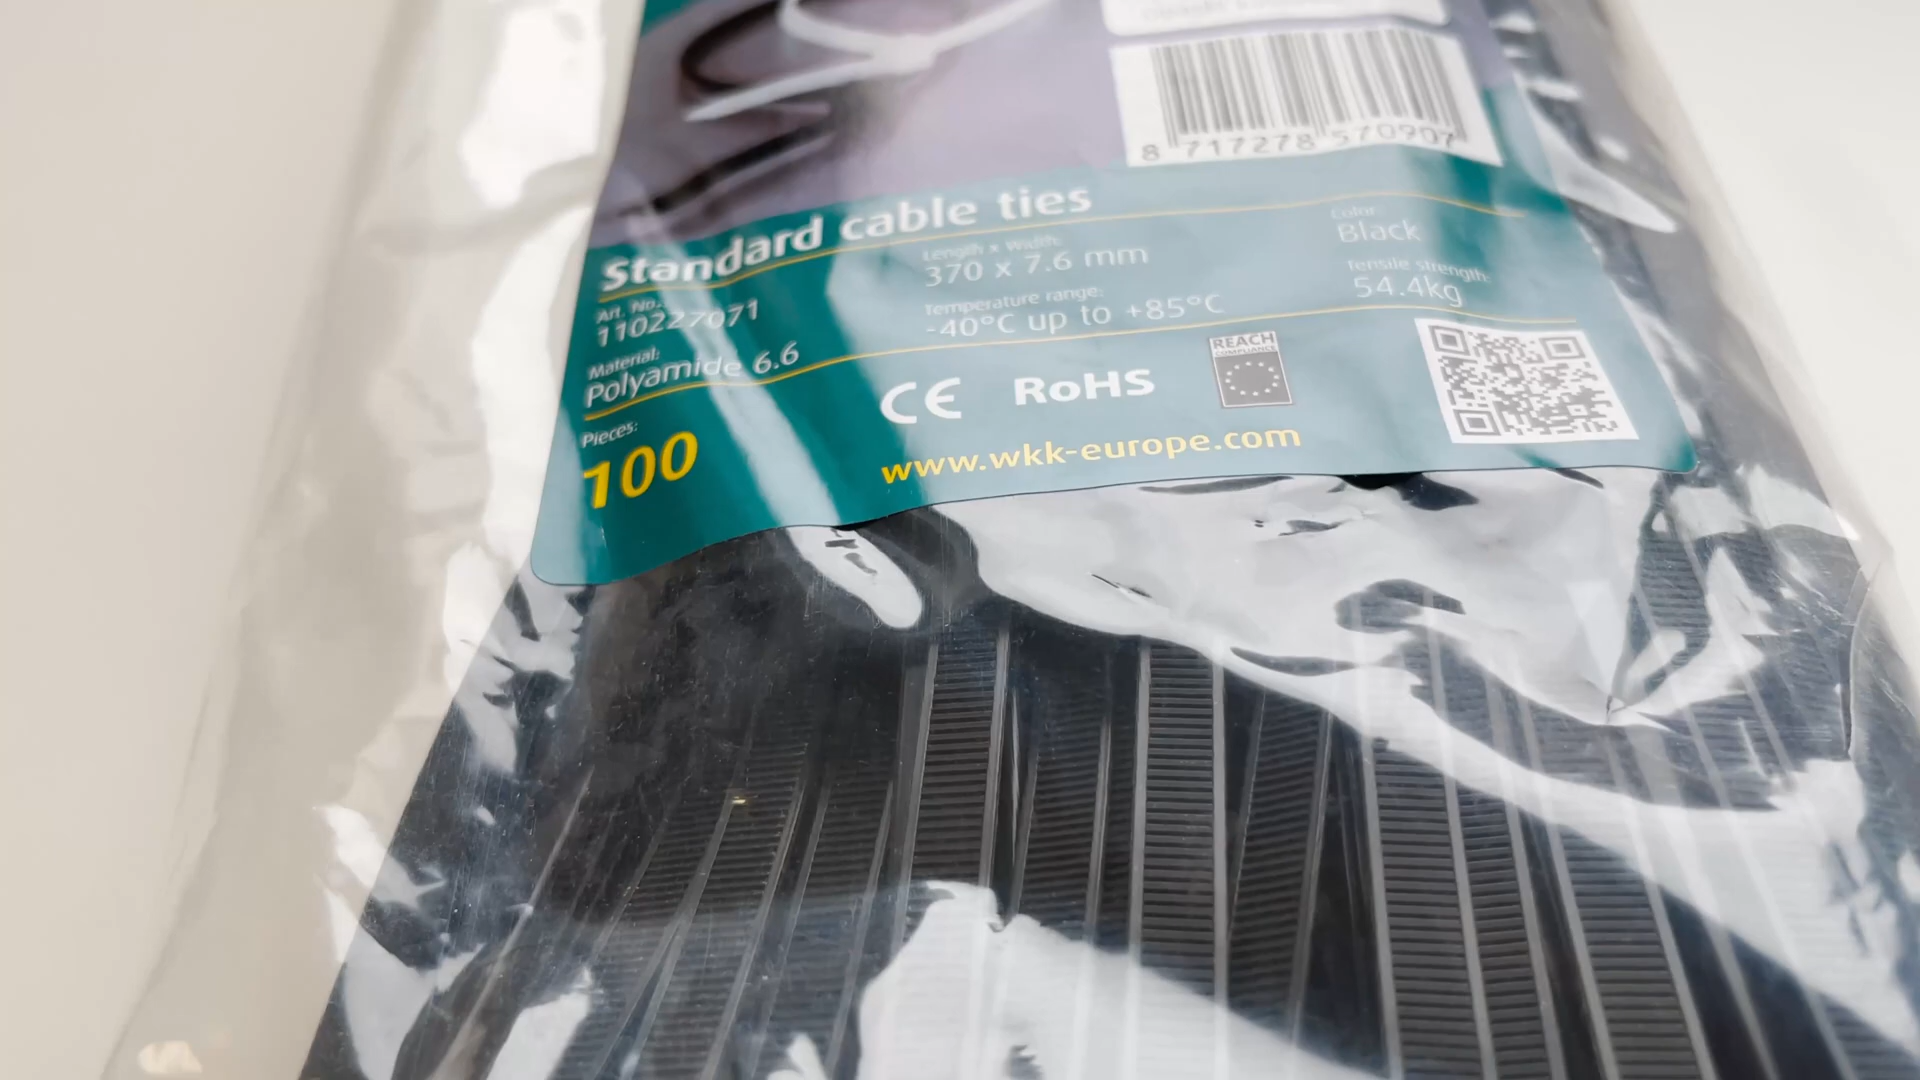 8 717278 570907
Standard cable ties
Art. No.:
110227071
Length x Width:
370 x 7.6 mm
Color:
Black
Material:
Polyamide 6.6
Temperature range:
-40°C up to +85°C
Tensile strength:
54.4kg
Pieces:
100
CE RoHS
REACH
COMPLIANCE
www.wkk-europe.com